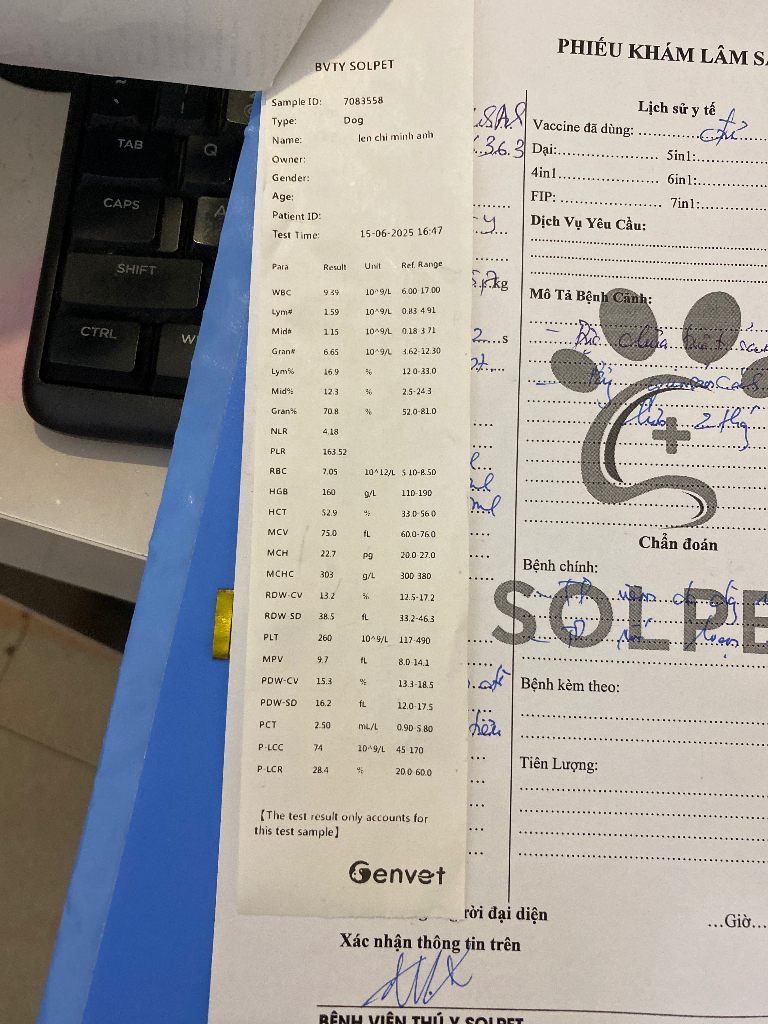 BVTY SOLPET
Sample ID: 7083558
Type: Dog
Name: len chi minh anh
Owner:
Gender:
Age:
Patient ID:
Test Time: 15-06-2025 16:47
Para Result Unit Ref. Range
WBC 9.39 10^9/L 6.00-17.00
Lym# 1.59 10^9/L 0.83-4.91
Mid# 1.15 10^9/L 0.18-3.71
Gran# 6.65 10^9/L 3.62-12.30
Lym% 16.9 % 12.0-33.0
Mid% 12.3 % 2.5-24.3
Gran% 70.8 % 52.0-81.0
NLR 4.18
PLR 163.52
RBC 7.05 10^12/L 5.10-8.50
HGB 160 g/L 110-190
HCT 52.9 % 33.0-56.0
MCV 75.0 fL 60.0-76.0
MCH 22.7 pg 20.0-27.0
MCHC 303 g/L 300-380
RDW-CV 13.2 % 12.5-17.2
RDW-SD 38.5 fL 33.2-46.3
PLT 260 10^9/L 117-490
MPV 9.7 fL 8.0-14.1
PDW-CV 15.3 % 13.3-18.5
PDW-SD 16.2 fL 12.0-17.5
PCT 2.50 mL/L 0.90-5.80
P-LCC 74 10^9/L 45-170
P-LCR 28.4 % 20.0-60.0
【The test result only accounts for
this test sample】
Genvet
PHIẾU KHÁM LÂM
Lịch sử y tế
Vaccine đã dùng:
Dại: 5in1:
4in1 6in1:
FIP: 7in1:
Dịch Vụ Yêu Cầu:
kg
Mô Tả Bệnh Cảnh:
s
Chẩn đoán
Bệnh chính:
SOLPE
ml
Bệnh kèm theo:
Tiên Lượng:
đại diện
...Giờ...
Xác nhận thông tin trên
BỆNH VIỆN THÚ Y SOLPET
TAB
Q
CAPS
A
SHIFT
CTRL
W